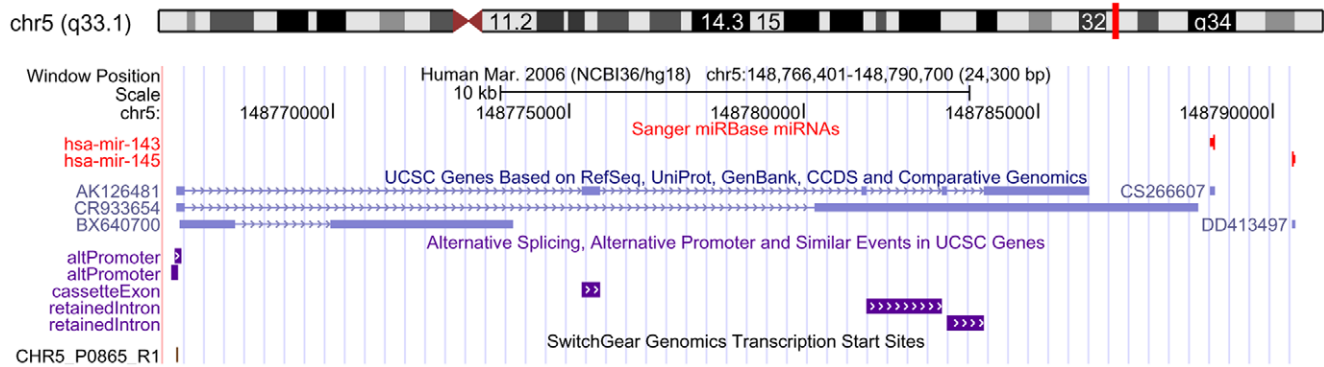 chr5 (q33.1) 11.2 14.3 15 32 q34
Window Position Human Mar. 2006 (NCBI36/hg18) chr5:148,766,401-148,790,700 (24,300 bp)
Scale 10 kb
chr5: 148770000 148775000 148780000 148785000 148790000
Sanger miRBase miRNAs
hsa-mir-143
hsa-mir-145
UCSC Genes Based on RefSeq, UniProt, GenBank, CCDS and Comparative Genomics
AK126481 CS266607
CR933654
BX640700 DD413497
Alternative Splicing, Alternative Promoter and Similar Events in UCSC Genes
altPromoter
altPromoter
cassetteExon
retainedIntron
retainedIntron
SwitchGear Genomics Transcription Start Sites
CHR5_P0865_R1